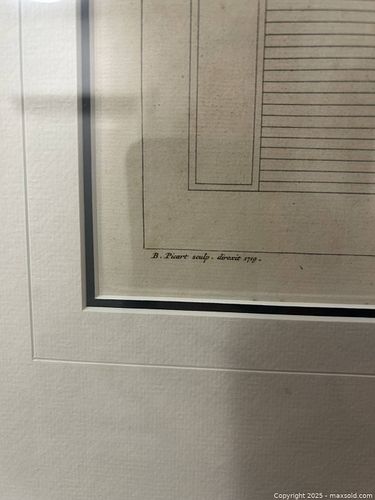 B. Picart sculp. direxit 1719.
Copyright 2025 - maxsold.com